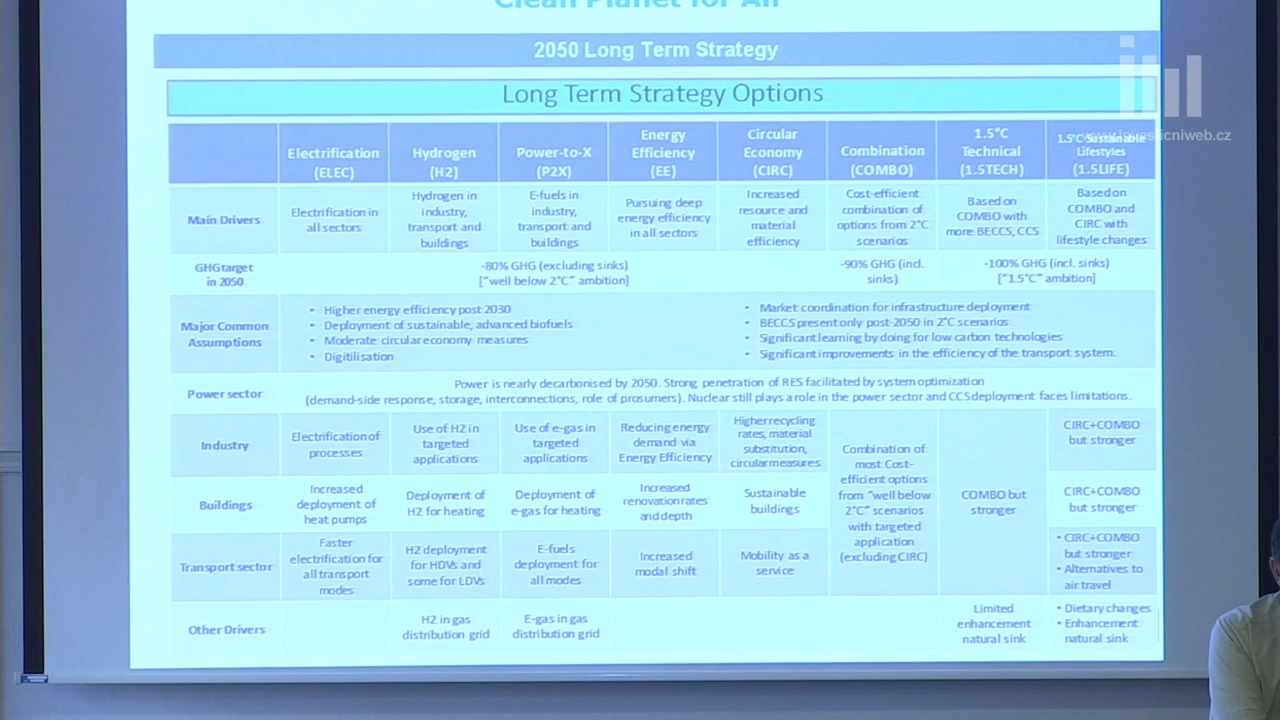 Clean Planet for All
2050 Long Term Strategy
Long Term Strategy Options
www.investicniweb.cz
Electrification
(ELEC)
Hydrogen
(H2)
Power-to-X
(P2X)
Energy
Efficiency
(EE)
Circular
Economy
(CIRC)
Combination
(COMBO)
1.5°C
Technical
(1.5TECH)
1.5°C Sustainable
Lifestyles
(1.5LIFE)
Main Drivers
Electrification in
all sectors
Hydrogen in
industry,
transport and
buildings
E-fuels in
industry,
transport and
buildings
Pursuing deep
energy efficiency
in all sectors
Increased
resource and
material
efficiency
Cost-efficient
combination of
options from 2°C
scenarios
Based on
COMBO with
more BECCS, CCS
Based on
COMBO and
CIRC with
lifestyle changes
GHG target
in 2050
-80% GHG (excluding sinks)
["well below 2°C" ambition]
-90% GHG (incl.
sinks)
-100% GHG (incl. sinks)
["1.5°C" ambition]
Major Common
Assumptions
• Higher energy efficiency post 2030
• Deployment of sustainable, advanced biofuels
• Moderate circular economy measures
• Digitilisation
• Market coordination for infrastructure deployment
• BECCS present only post-2050 in 2°C scenarios
• Significant learning by doing for low carbon technologies
• Significant improvements in the efficiency of the transport system.
Power sector
Power is nearly decarbonised by 2050. Strong penetration of RES facilitated by system optimization
(demand-side response, storage, interconnections, role of prosumers). Nuclear still plays a role in the power sector and CCS deployment faces limitations.
Industry
Electrification of
processes
Use of H2 in
targeted
applications
Use of e-gas in
targeted
applications
Reducing energy
demand via
Energy Efficiency
Higher recycling
rates, material
substitution,
circular measures
Combination of
most Cost-
efficient options
from "well below
2°C" scenarios
with targeted
application
(excluding CIRC)
COMBO but
stronger
CIRC+COMBO
but stronger
Buildings
Increased
deployment of
heat pumps
Deployment of
H2 for heating
Deployment of
e-gas for heating
Increased
renovation rates
and depth
Sustainable
buildings
CIRC+COMBO
but stronger
Transport sector
Faster
electrification for
all transport
modes
H2 deployment
for HDVs and
some for LDVs
E-fuels
deployment for
all modes
Increased
modal shift
Mobility as a
service
• CIRC+COMBO
but stronger
• Alternatives to
air travel
Other Drivers
H2 in gas
distribution grid
E-gas in gas
distribution grid
Limited
enhancement
natural sink
• Dietary changes
• Enhancement
natural sink